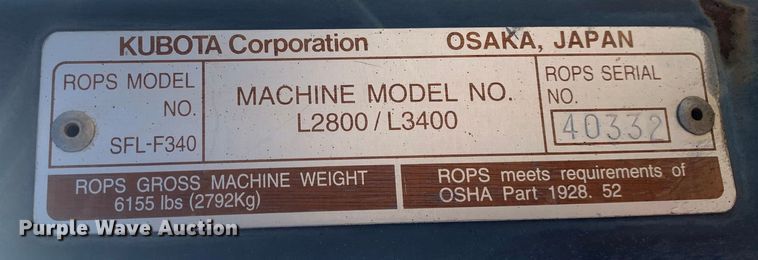 KUBOTA Corporation OSAKA, JAPAN
ROPS MODEL NO.
SFL-F340
MACHINE MODEL NO.
L2800 / L3400
ROPS SERIAL NO.
40332
ROPS GROSS MACHINE WEIGHT
6155 lbs (2792Kg)
ROPS meets requirements of
OSHA Part 1928. 52
Purple Wave Auction